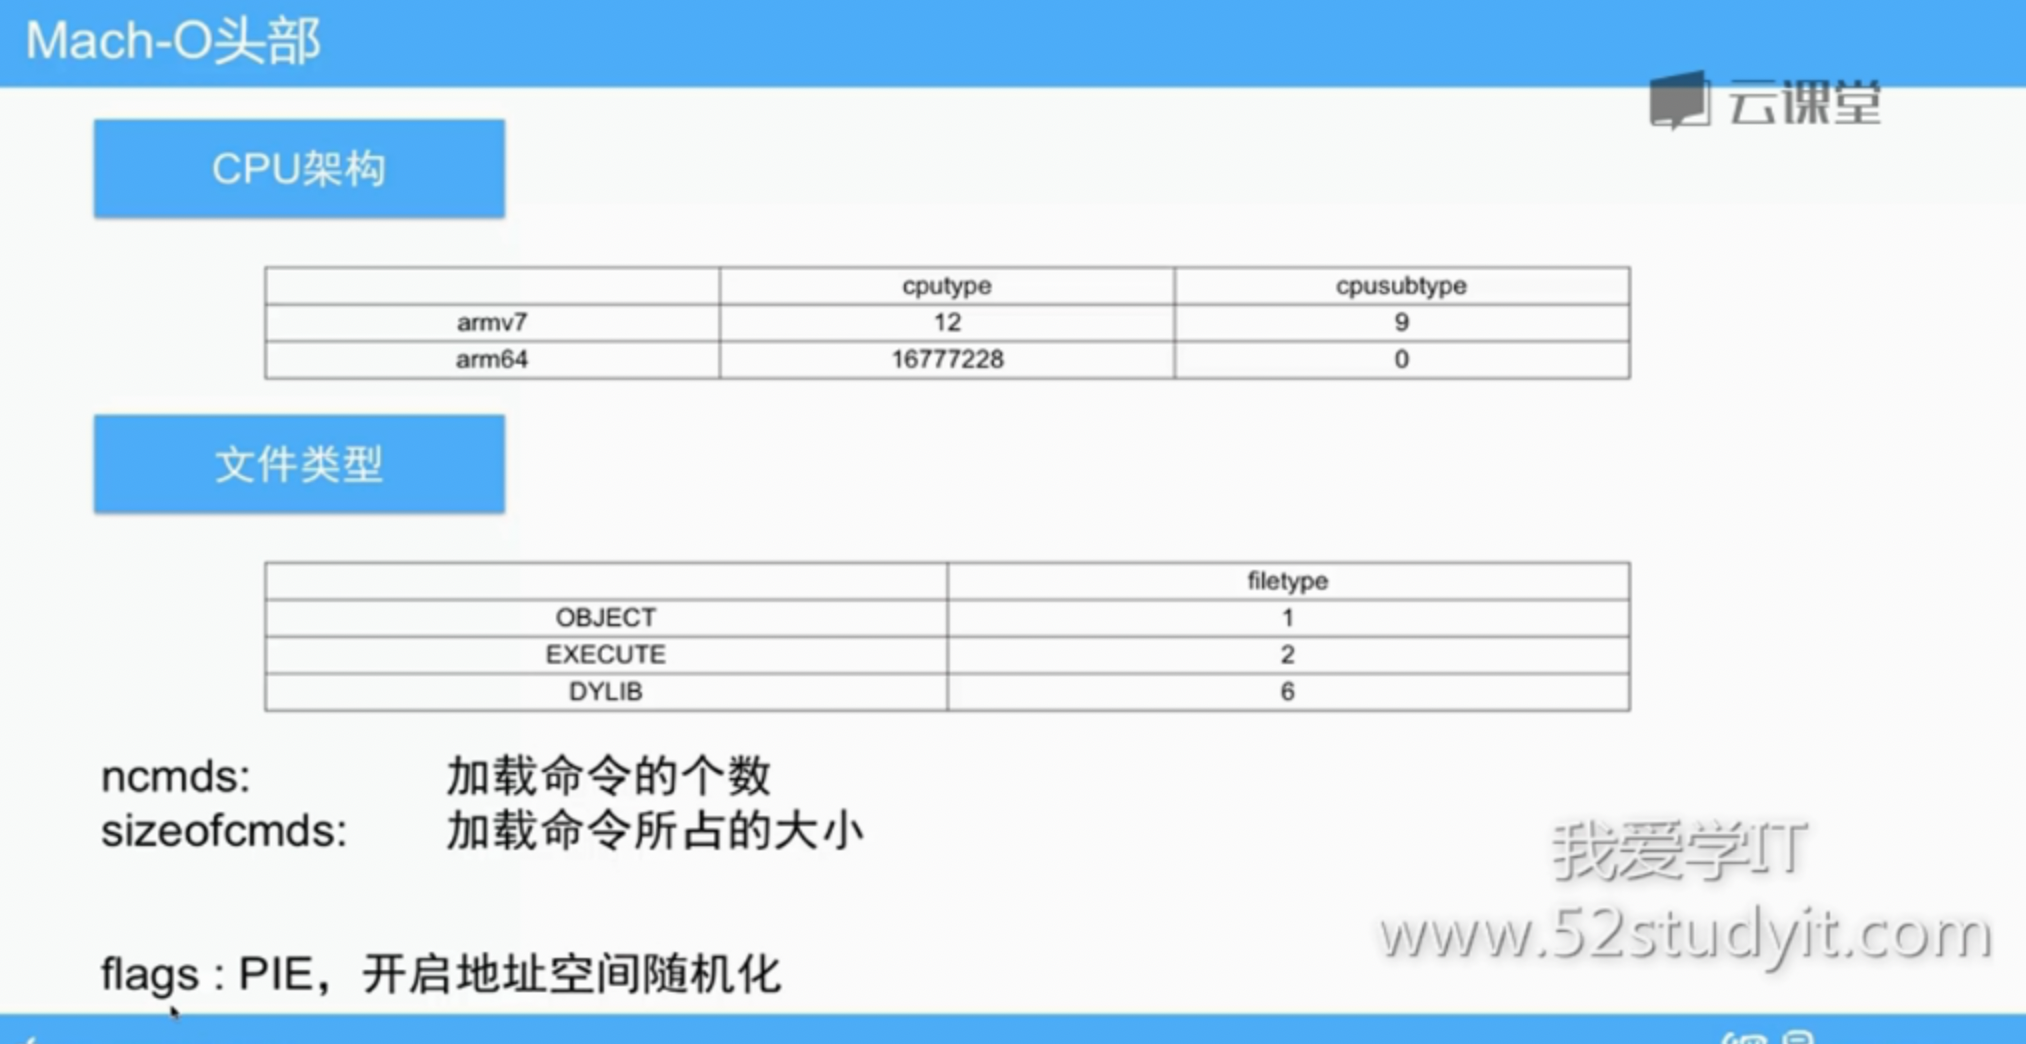 Mach-O头部
云课堂
CPU架构
cputype cpusubtype
armv7 12 9
arm64 16777228 0
文件类型
filetype
OBJECT 1
EXECUTE 2
DYLIB 6
ncmds: 加载命令的个数
sizeofcmds: 加载命令所占的大小
我爱学IT
www.52studyit.com
flags : PIE，开启地址空间随机化